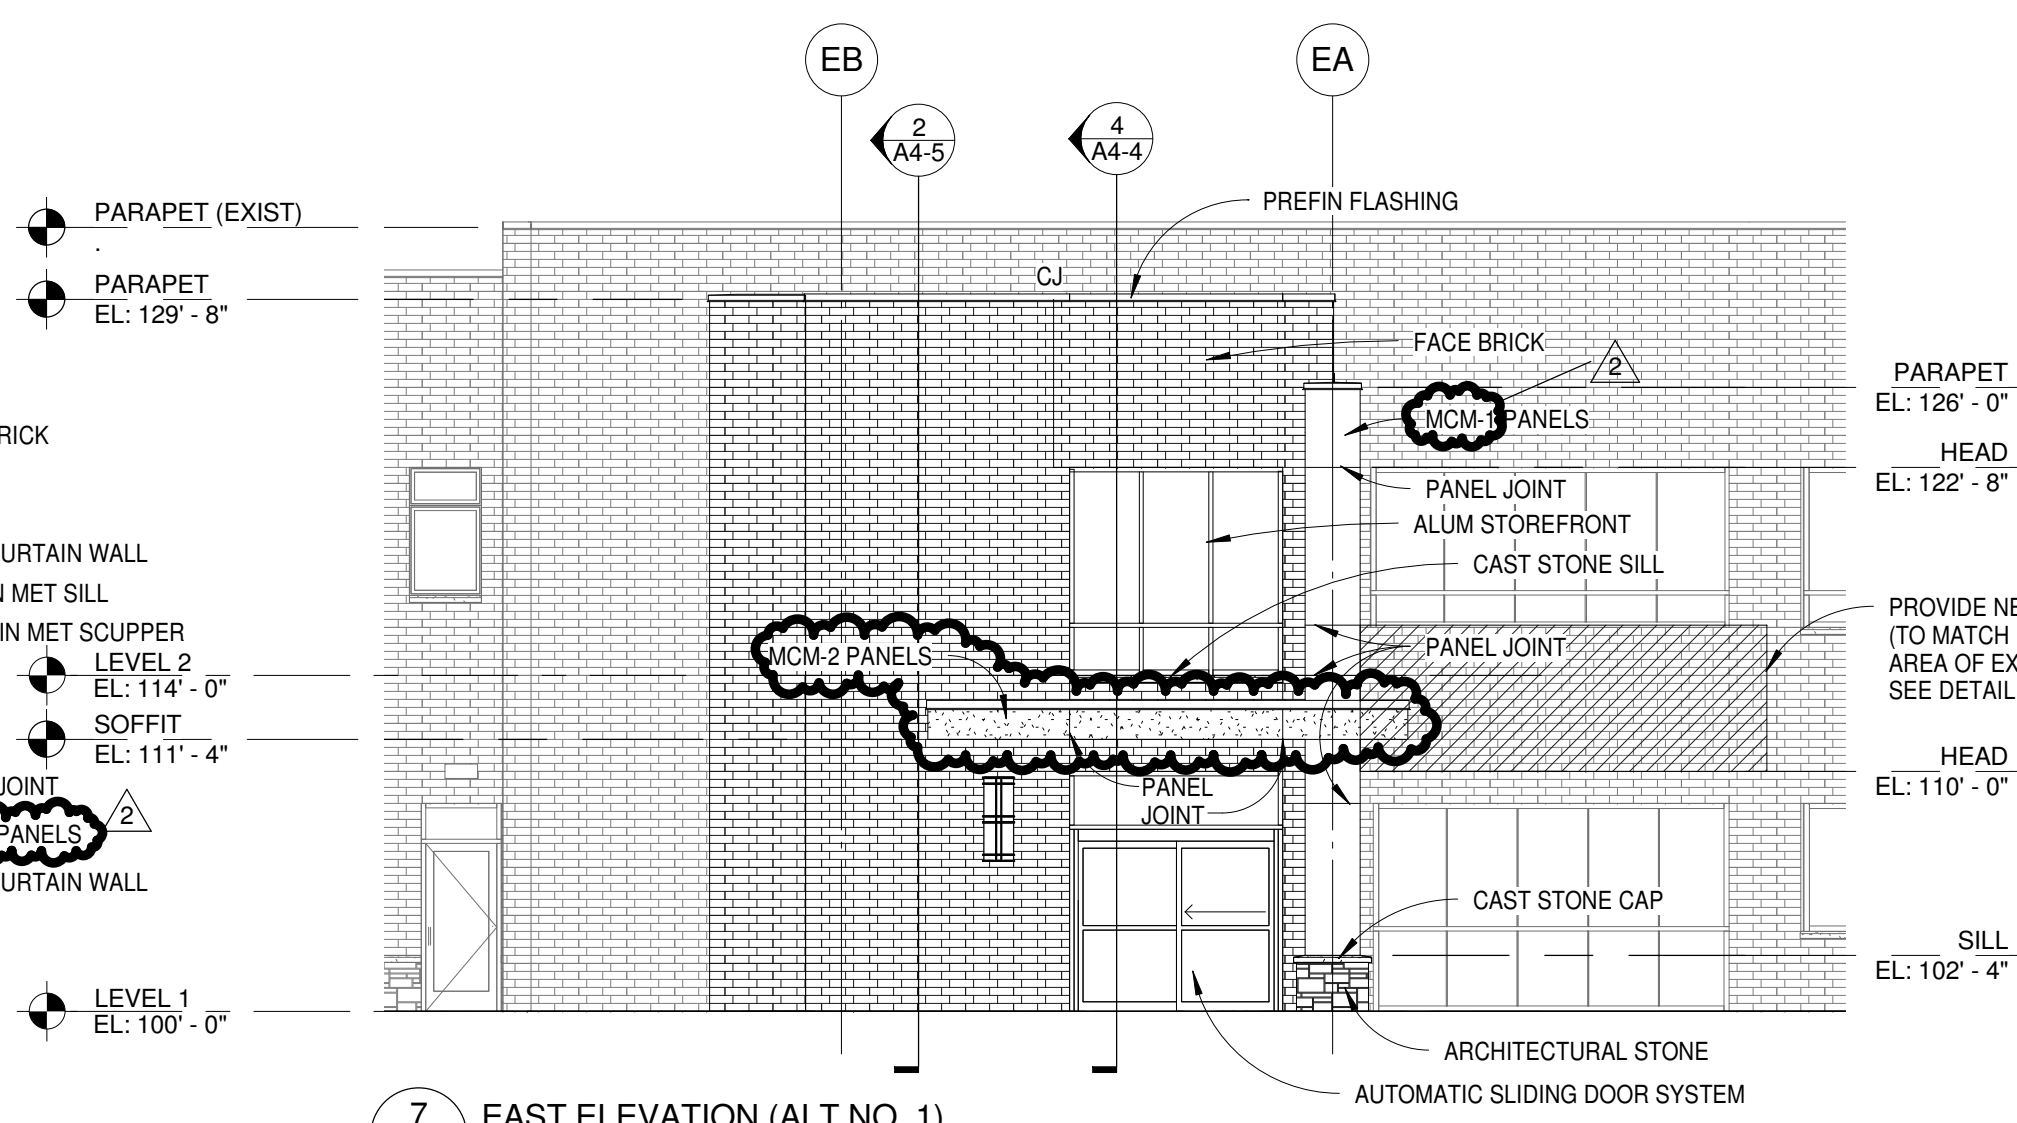 EB
EA
2
A4-5
4
A4-4
PREFIN FLASHING
PARAPET (EXIST)
.
PARAPET
EL: 129' - 8"
CJ
FACE BRICK
2
MCM-1 PANELS
PARAPET
EL: 126' - 0"
RICK
HEAD
EL: 122' - 8"
PANEL JOINT
ALUM STOREFRONT
CAST STONE SILL
URTAIN WALL
N MET SILL
IN MET SCUPPER
LEVEL 2
EL: 114' - 0"
MCM-2 PANELS
PANEL JOINT
PROVIDE NE
(TO MATCH
AREA OF EX
SEE DETAIL
SOFFIT
EL: 111' - 4"
HEAD
EL: 110' - 0"
JOINT
PANELS
2
PANEL
JOINT
URTAIN WALL
CAST STONE CAP
SILL
EL: 102' - 4"
LEVEL 1
EL: 100' - 0"
ARCHITECTURAL STONE
AUTOMATIC SLIDING DOOR SYSTEM
7
EAST ELEVATION (ALT NO. 1)